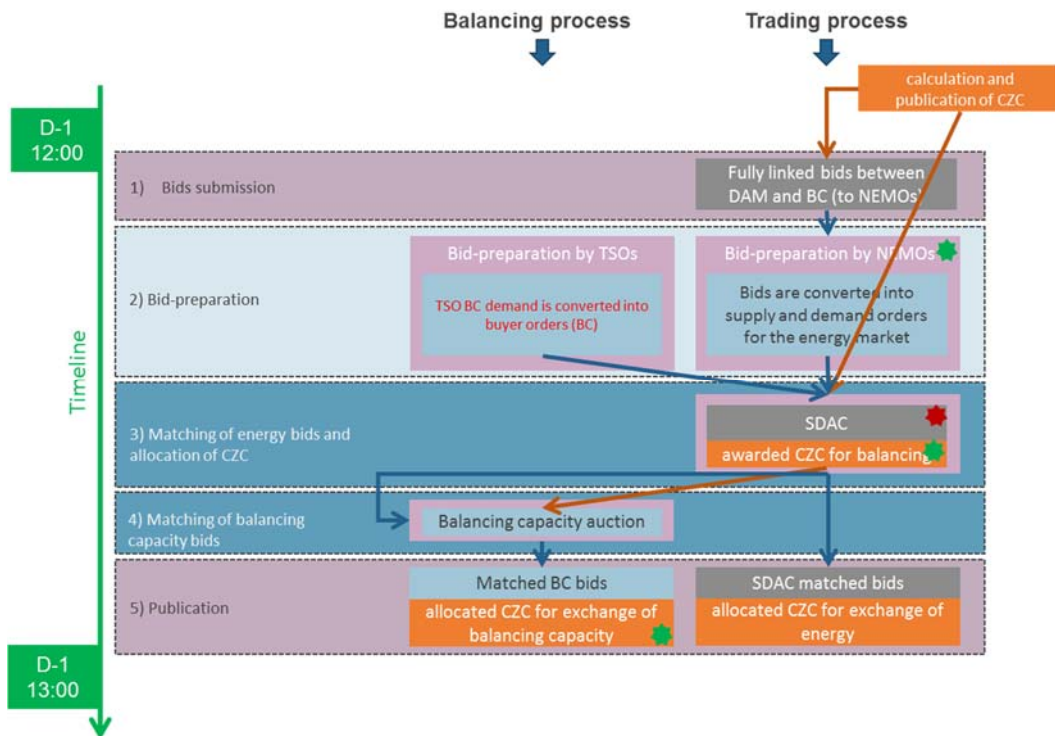 Balancing process
Trading process
calculation and
publication of CZC
D-1
12:00
1) Bids submission
Fully linked bids between
DAM and BC (to NEMOs)
Bid-preparation by TSOs
Bid-preparation by NEMOs
2) Bid-preparation
TSO BC demand is converted into
buyer orders (BC)
Bids are converted into
supply and demand orders
for the energy market
Timeline
3) Matching of energy bids and
allocation of CZC
SDAC
awarded CZC for balancing
4) Matching of balancing
capacity bids
Balancing capacity auction
5) Publication
Matched BC bids
allocated CZC for exchange of
balancing capacity
SDAC matched bids
allocated CZC for exchange of
energy
D-1
13:00